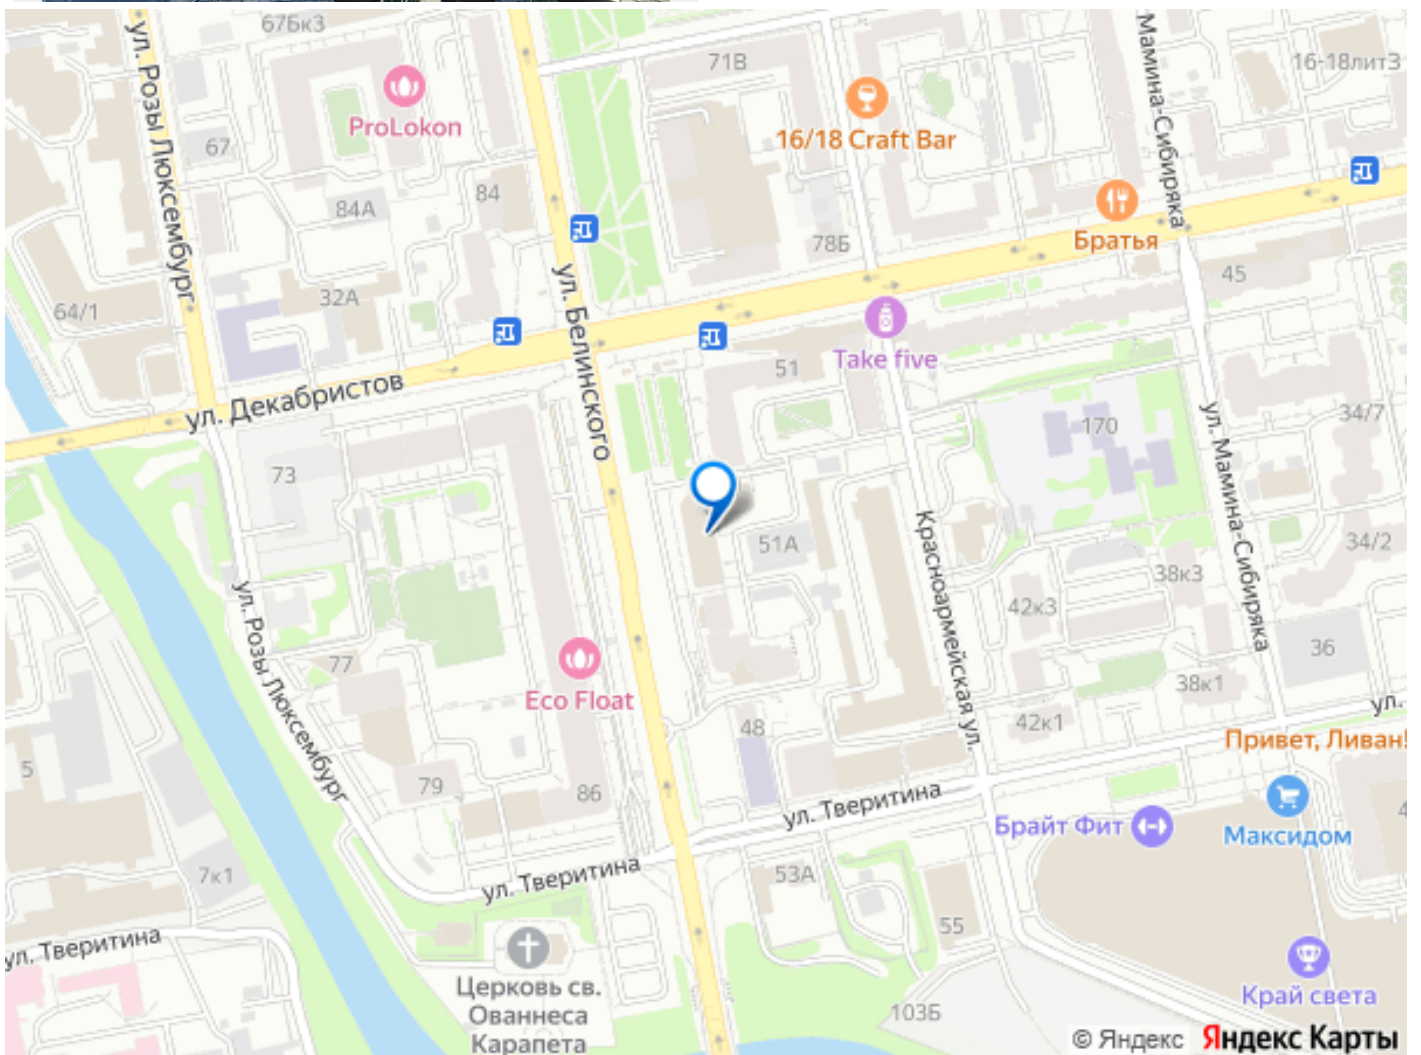 67Бк3
ул. Розы Люксембург
ProLokon
71В
16/18 Craft Bar
Мамина-Сибиряка
16-18литЗ
67
84
84А
78Б
Братья
32А
64/1
45
ул. Белинского
Take five
51
ул. Декабристов
170
34/7
73
ул. Мамина-Сибиряка
51А
Красноармейская ул.
34/2
38к3
42к3
ул. Розы Люксембург
77
36
Eco Float
38к1
ул.
48
42к1
Привет, Ливан!
5
79
86
ул. Тверитина
Брайт Фит
Максидом
4
7к1
ул. Тверитина
53А
55
ул. Тверитина
Церковь св.
Ованнеса
Карапета
Край света
103Б
© Яндекс Яндекс Карты